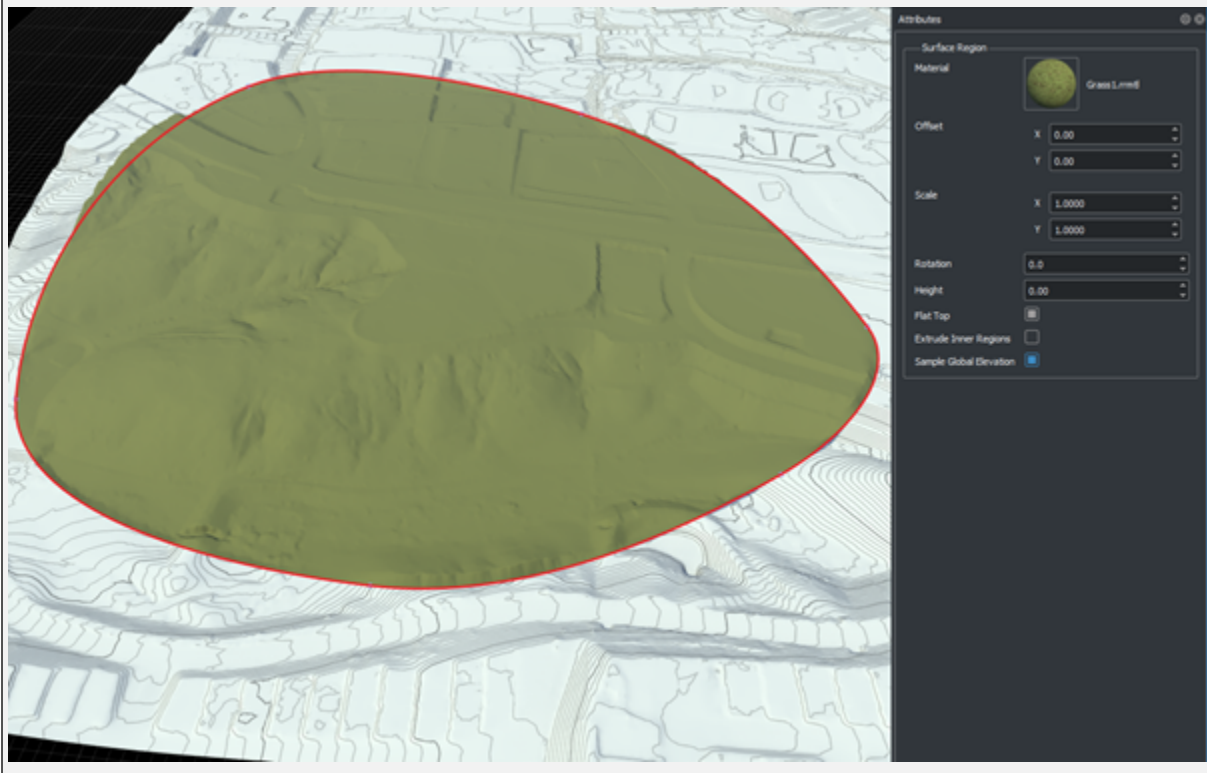 Attributes
Surface Region
Material
Grass1.rrmtl
Offset
X 0.00
Y 0.00
Scale
X 1.0000
Y 1.0000
Rotation 0.0
Height 0.00
Flat Top
Extrude Inner Regions
Sample Global Elevation